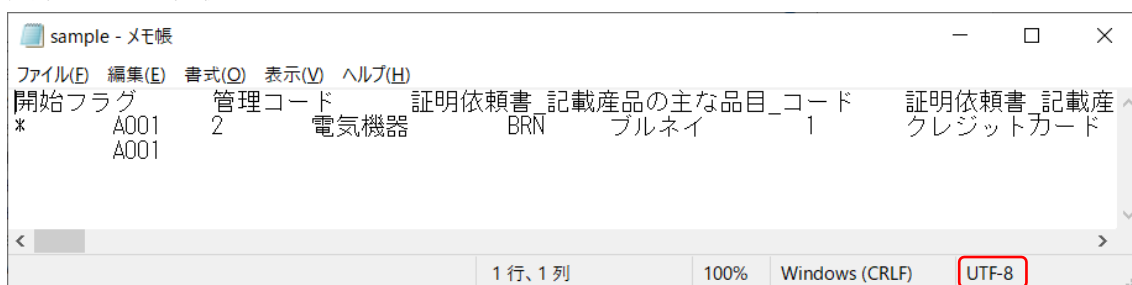 sample - メモ帳
ファイル(F) 編集(E) 書式(O) 表示(V) ヘルプ(H)
開始フラグ 管理コード 証明依頼書_記載産品の主な品目_コード 証明依頼書_記載産
* A001 2 電気機器 BRN ブルネイ 1 クレジットカード
A001
1 行、1 列 100% Windows (CRLF) UTF-8